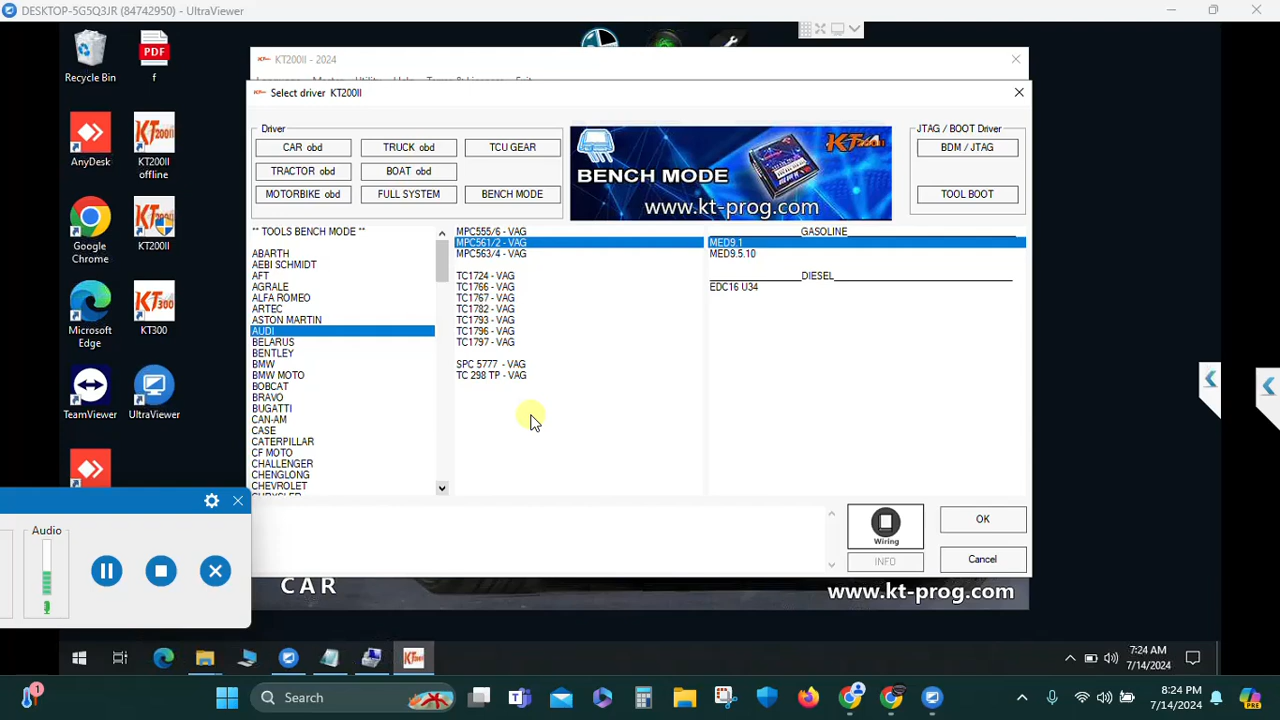 DESKTOP-5G5Q3JR (84742950) - UltraViewer
Recycle Bin
PDF
f
AnyDesk
KT200II
KT200II
offline
Google
Chrome
KT200II
KT200II
Microsoft
Edge
KT300
KT300
TeamViewer
UltraViewer
KT200II - 2024
Select driver KT200II
Driver
CAR obd
TRUCK obd
TCU GEAR
TRACTOR obd
BOAT obd
MOTORBIKE obd
FULL SYSTEM
BENCH MODE
BENCH MODE
www.kt-prog.com
JTAG / BOOT Driver
BDM / JTAG
TOOL BOOT
** TOOLS BENCH MODE **
ABARTH
AEBI SCHMIDT
AFT
AGRALE
ALFA ROMEO
ARTEC
ASTON MARTIN
AUDI
BELARUS
BENTLEY
BMW
BMW MOTO
BOBCAT
BRAVO
BUGATTI
CAN-AM
CASE
CATERPILLAR
CF MOTO
CHALLENGER
CHENGLONG
CHEVROLET
CHRYSLER
MPC555/6 - VAG
MPC561/2 - VAG
MPC563/4 - VAG
TC1724 - VAG
TC1766 - VAG
TC1767 - VAG
TC1782 - VAG
TC1793 - VAG
TC1796 - VAG
TC1797 - VAG
SPC 5777 - VAG
TC 298 TP - VAG
GASOLINE
MED9.1
MED9.5.10
DIESEL
EDC16 U34
Wiring
INFO
OK
Cancel
Audio
CAR
www.kt-prog.com
7:24 AM
7/14/2024
1
Search
PRE
8:24 PM
7/14/2024